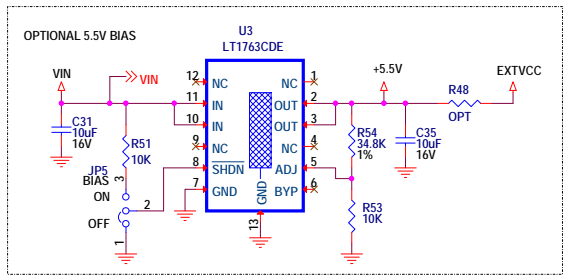 OPTIONAL 5.5V BIAS
U3
LT1763CDE
VIN
VIN
+5.5V
EXTVCC
12 NC
NC 1
11 IN
OUT 2
10 IN
OUT 3
9 NC
NC 4
8 SHDN
ADJ 5
7 GND
BYP 6
GND
13
C31
10uF
16V
R51
10K
JP5
BIAS
3
ON
2
OFF
1
R54
34.8K
1%
C35
10uF
16V
R48
OPT
R53
10K